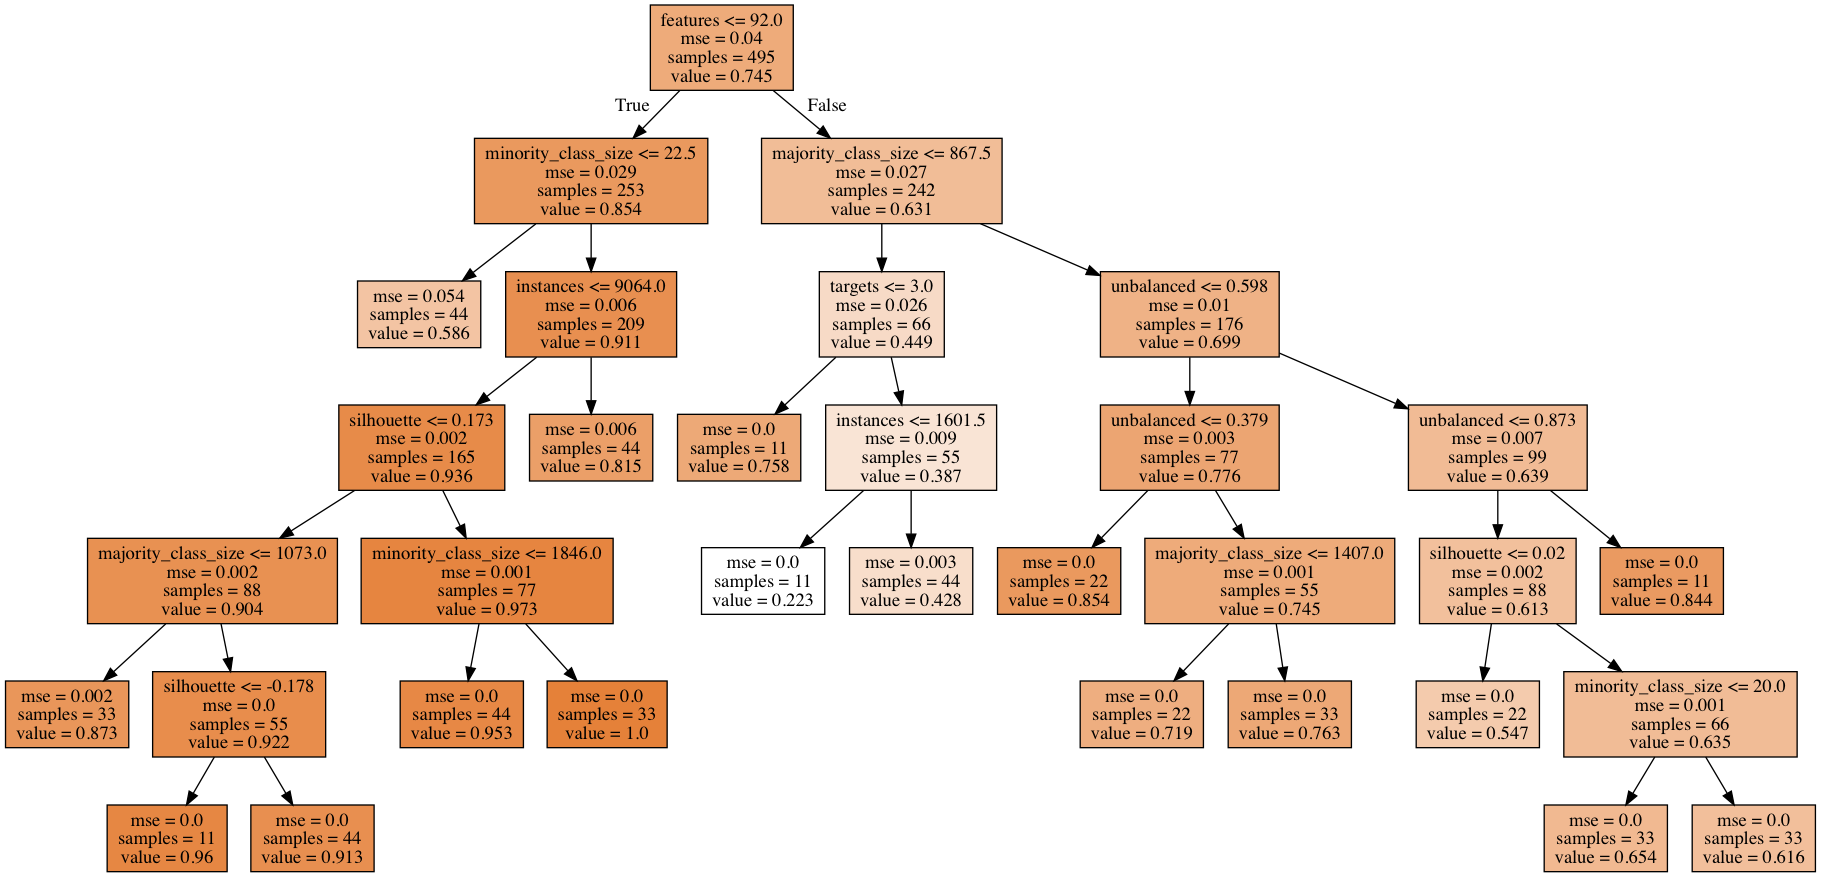 features <= 92.0
mse = 0.04
samples = 495
value = 0.745
True
False
minority_class_size <= 22.5
mse = 0.029
samples = 253
value = 0.854
majority_class_size <= 867.5
mse = 0.027
samples = 242
value = 0.631
mse = 0.054
samples = 44
value = 0.586
instances <= 9064.0
mse = 0.006
samples = 209
value = 0.911
targets <= 3.0
mse = 0.026
samples = 66
value = 0.449
unbalanced <= 0.598
mse = 0.01
samples = 176
value = 0.699
silhouette <= 0.173
mse = 0.002
samples = 165
value = 0.936
mse = 0.006
samples = 44
value = 0.815
mse = 0.0
samples = 11
value = 0.758
instances <= 1601.5
mse = 0.009
samples = 55
value = 0.387
unbalanced <= 0.379
mse = 0.003
samples = 77
value = 0.776
unbalanced <= 0.873
mse = 0.007
samples = 99
value = 0.639
majority_class_size <= 1073.0
mse = 0.002
samples = 88
value = 0.904
minority_class_size <= 1846.0
mse = 0.001
samples = 77
value = 0.973
mse = 0.0
samples = 11
value = 0.223
mse = 0.003
samples = 44
value = 0.428
mse = 0.0
samples = 22
value = 0.854
majority_class_size <= 1407.0
mse = 0.001
samples = 55
value = 0.745
silhouette <= 0.02
mse = 0.002
samples = 88
value = 0.613
mse = 0.0
samples = 11
value = 0.844
mse = 0.002
samples = 33
value = 0.873
silhouette <= -0.178
mse = 0.0
samples = 55
value = 0.922
mse = 0.0
samples = 44
value = 0.953
mse = 0.0
samples = 33
value = 1.0
mse = 0.0
samples = 22
value = 0.719
mse = 0.0
samples = 33
value = 0.763
mse = 0.0
samples = 22
value = 0.547
minority_class_size <= 20.0
mse = 0.001
samples = 66
value = 0.635
mse = 0.0
samples = 11
value = 0.96
mse = 0.0
samples = 44
value = 0.913
mse = 0.0
samples = 33
value = 0.654
mse = 0.0
samples = 33
value = 0.616